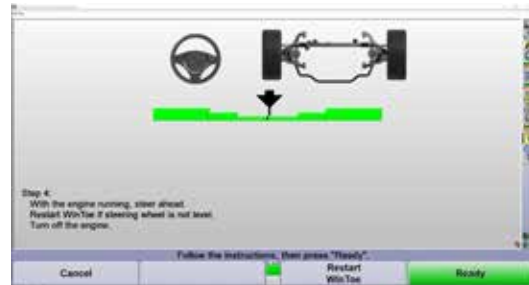 Step 4:
With the engine running, steer ahead.
Restart WinToe if steering wheel is not level.
Turn off the engine.
Follow the instructions, then press "Ready".
Cancel
Restart
WinToe
Ready